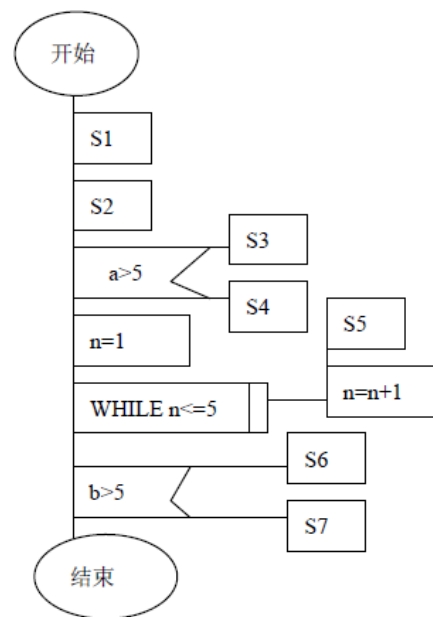 开始
S1
S2
S3
a>5
S4
n=1
S5
WHILE n<=5
n=n+1
S6
b>5
S7
结束